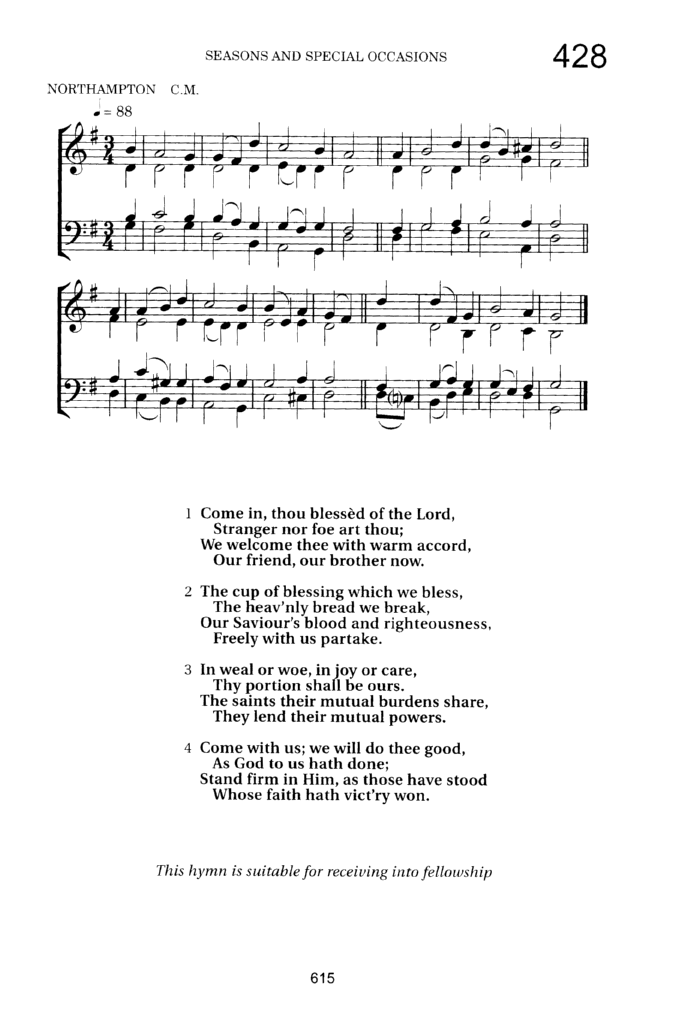 SEASONS AND SPECIAL OCCASIONS 428
NORTHAMPTON C.M.
♩ = 88
1 Come in, thou blessèd of the Lord,
Stranger nor foe art thou;
We welcome thee with warm accord,
Our friend, our brother now.
2 The cup of blessing which we bless,
The heav'nly bread we break,
Our Saviour's blood and righteousness,
Freely with us partake.
3 In weal or woe, in joy or care,
Thy portion shall be ours.
The saints their mutual burdens share,
They lend their mutual powers.
4 Come with us; we will do thee good,
As God to us hath done;
Stand firm in Him, as those have stood
Whose faith hath vict'ry won.
This hymn is suitable for receiving into fellowship
615